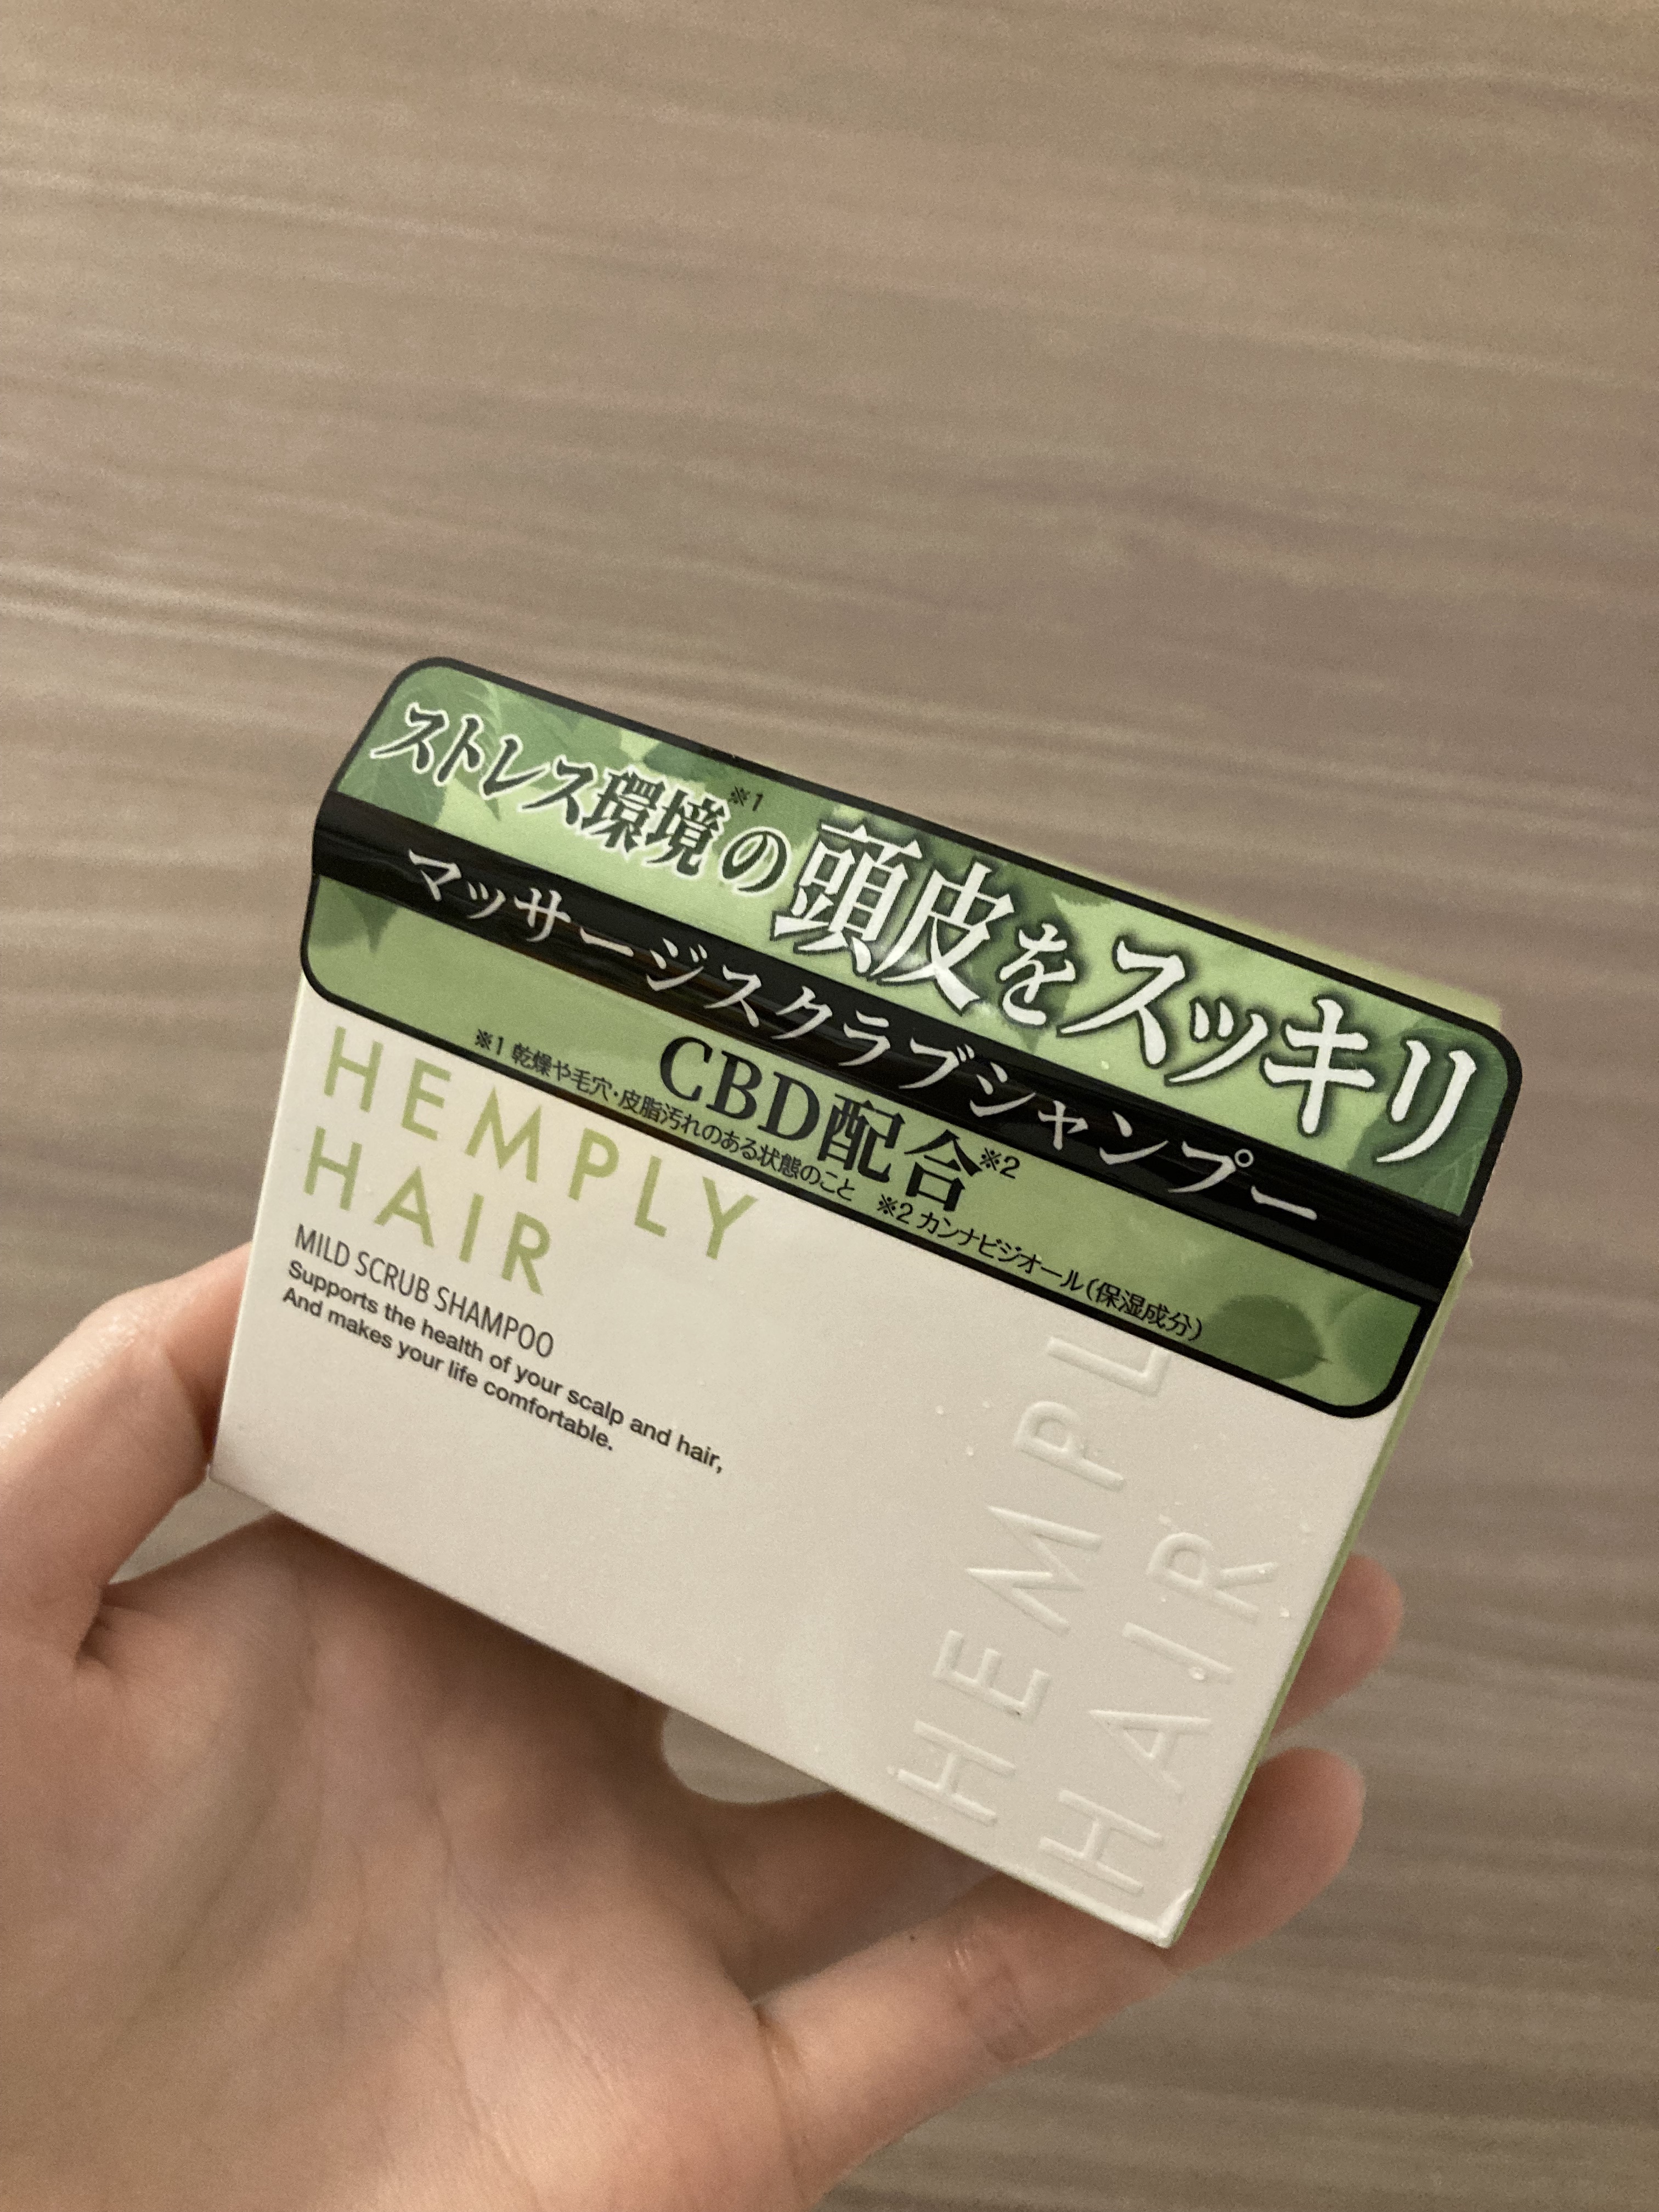 ストレス環境※1の頭皮をスッキリ
マッサージスクラブシャンプー
CBD配合※2
※1 乾燥や毛穴・皮脂汚れのある状態のこと ※2 カンナビジオール(保湿成分)
HEMPLY
HAIR
MILD SCRUB SHAMPOO
Supports the health of your scalp and hair,
And makes your life comfortable.
HEMPL
HAIR